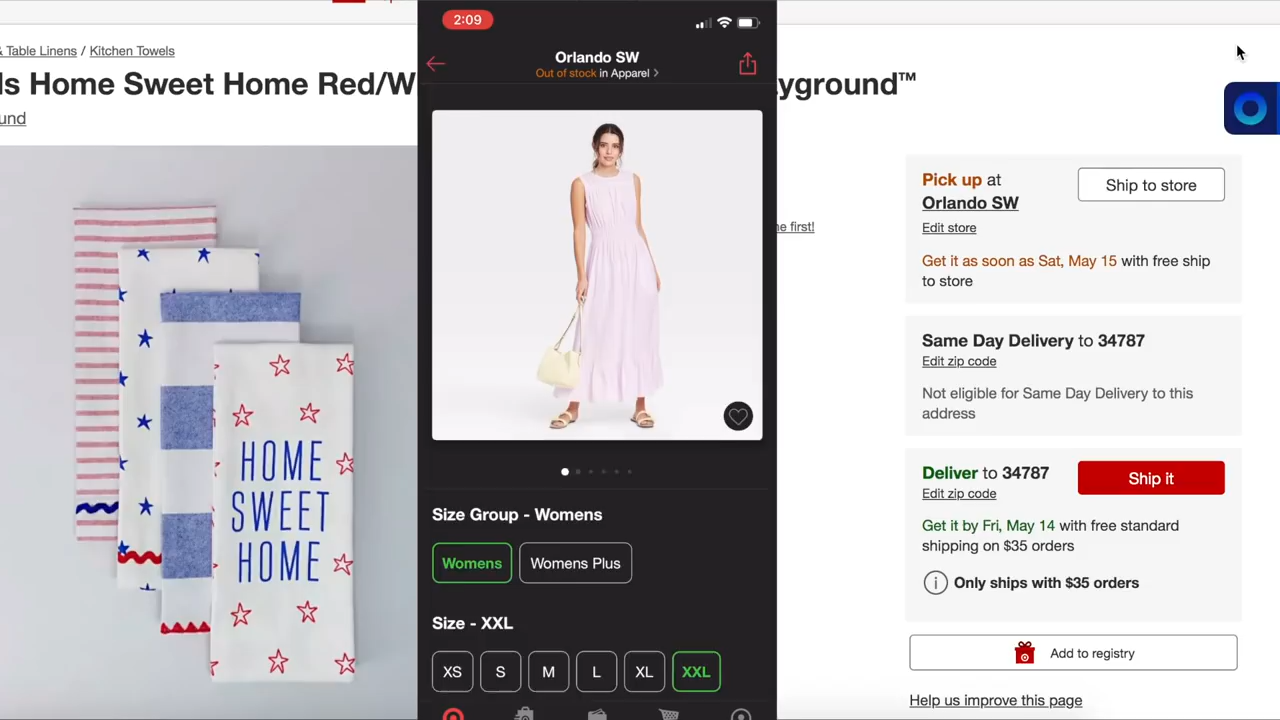 & Table Linens / Kitchen Towels
ls Home Sweet Home Red/W
und
HOME
SWEET
HOME
2:09
Orlando SW
Out of stock in Apparel
Size Group - Womens
Womens
Womens Plus
Size - XXL
XS
S
M
L
XL
XXL
yground™
e first!
Pick up at
Orlando SW
Ship to store
Edit store
Get it as soon as Sat, May 15 with free ship
to store
Same Day Delivery to 34787
Edit zip code
Not eligible for Same Day Delivery to this
address
Deliver to 34787
Ship it
Edit zip code
Get it by Fri, May 14 with free standard
shipping on $35 orders
Only ships with $35 orders
Add to registry
Help us improve this page